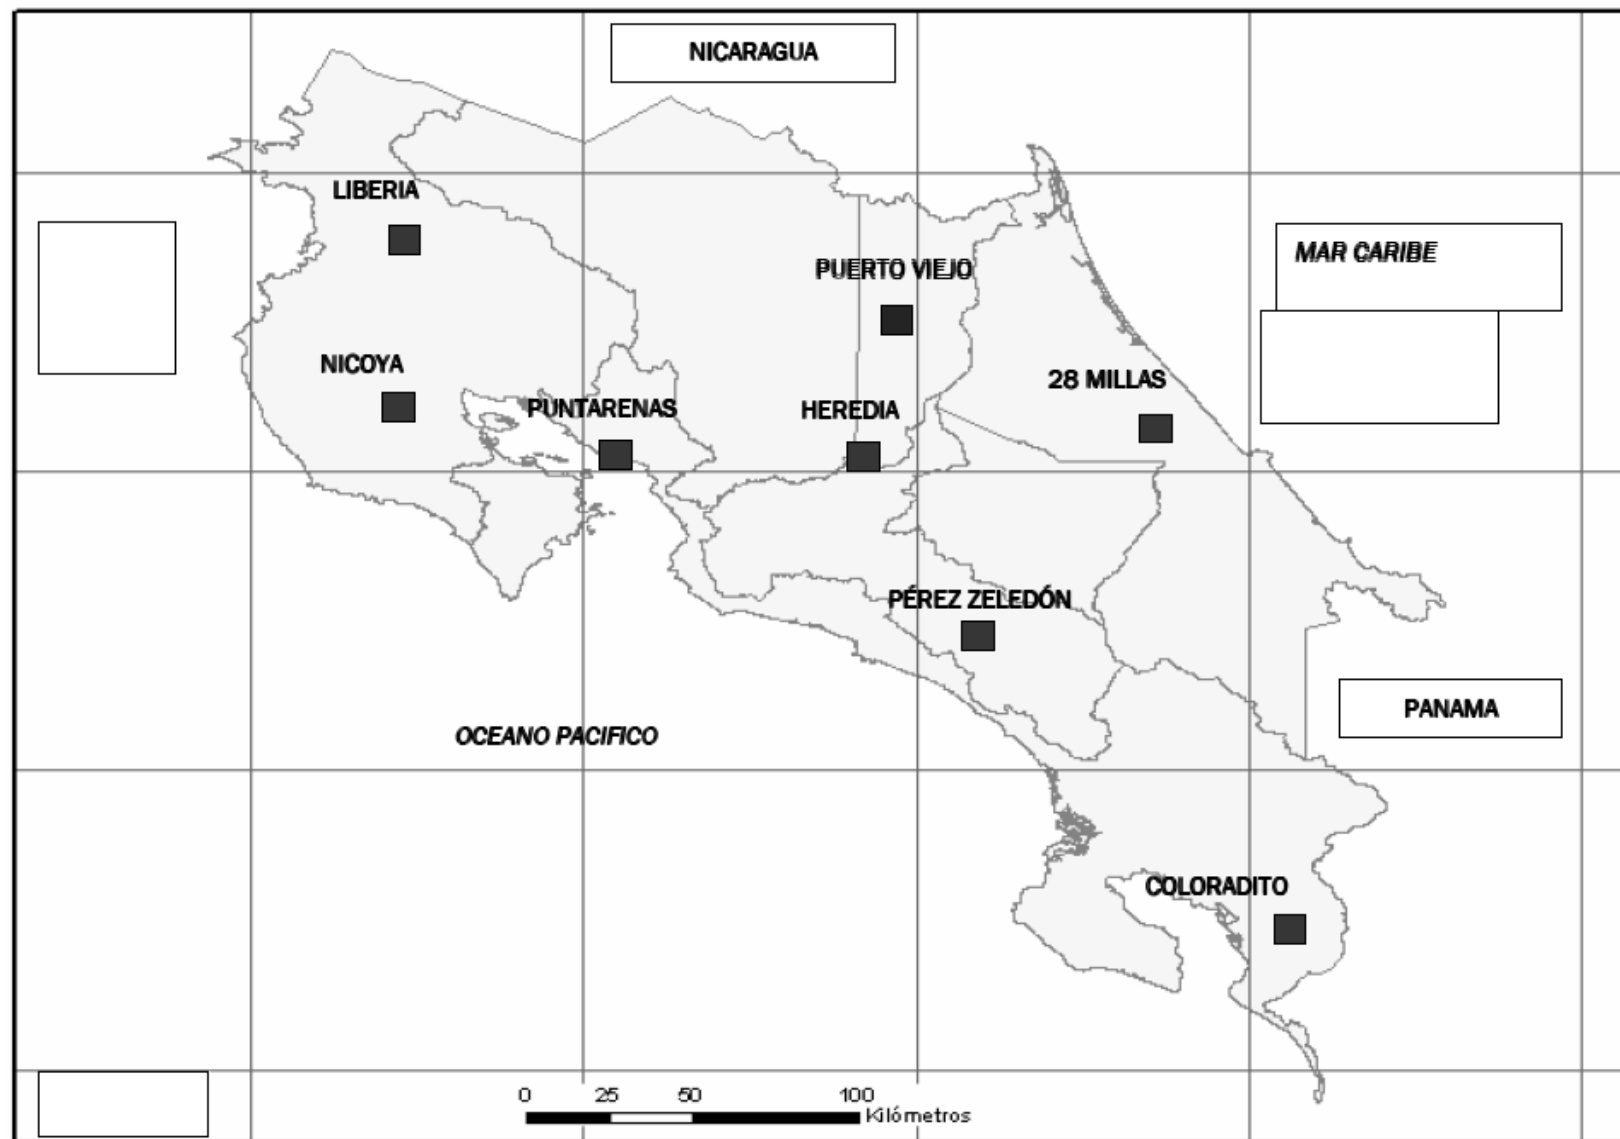 NICARAGUA
LIBERIA
MAR CARIBE
PUERTO VIEJO
NICOYA
28 MILLAS
PUNTARENAS
HEREDIA
PÉREZ ZELEDÓN
PANAMA
OCEANO PACIFICO
COLORADITO
0 25 50 100
Kilómetros